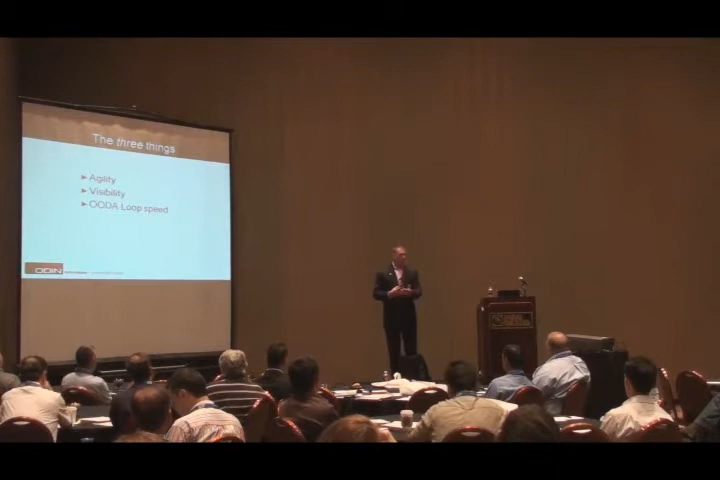 The three things
► Agility
► Visibility
► OODA Loop speed
ODIN